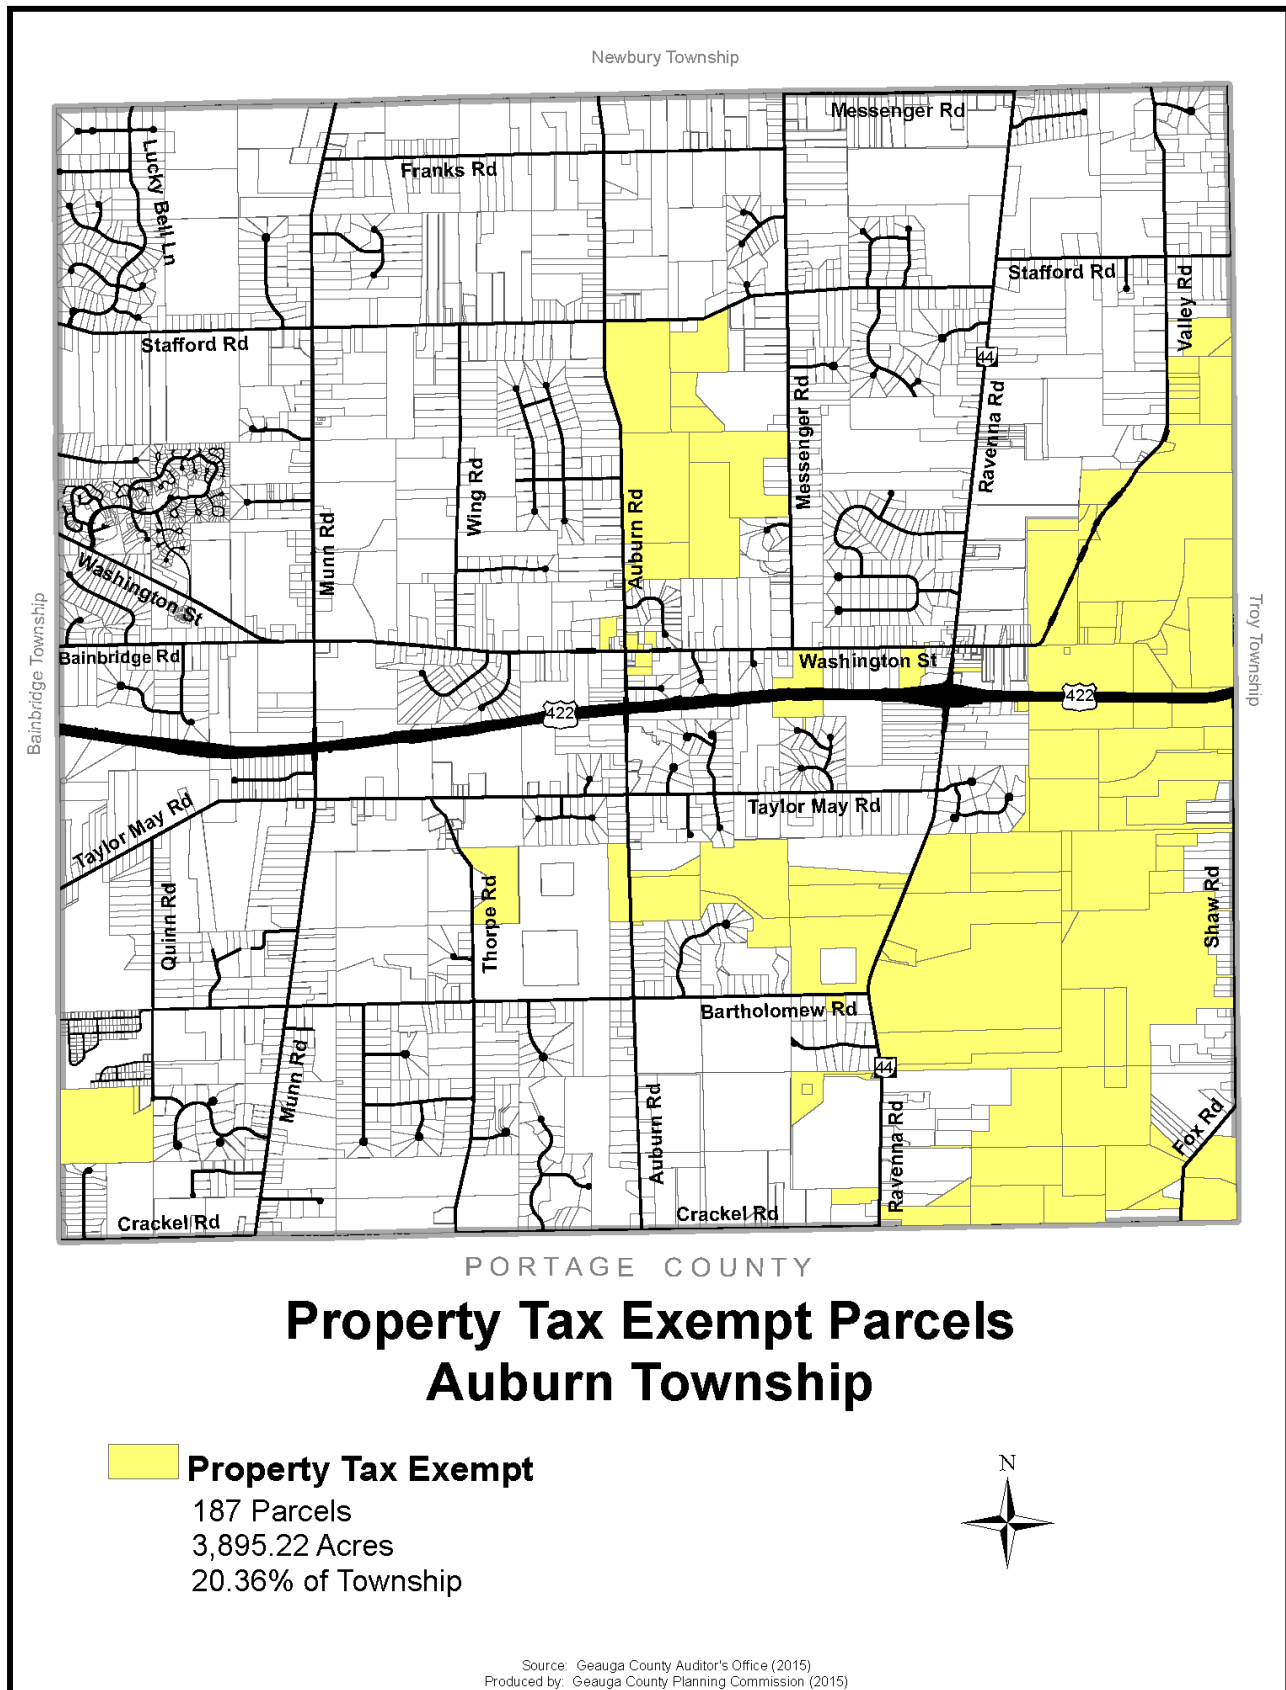 Newbury Township
Messenger Rd
Franks Rd
Lucky Bell Ln
Stafford Rd
Valley Rd
Stafford Rd
44
Ravenna Rd
Messenger Rd
Wing Rd
Auburn Rd
Munn Rd
Washington St
Bainbridge Township
Troy Township
Bainbridge Rd
Washington St
422
422
Taylor May Rd
Taylor May Rd
Quinn Rd
Thorpe Rd
Shaw Rd
Bartholomew Rd
Munn Rd
44
Auburn Rd
Ravenna Rd
Fox Rd
Crackel Rd
Crackel Rd
PORTAGE COUNTY
Property Tax Exempt Parcels
Auburn Township
Property Tax Exempt
187 Parcels
3,895.22 Acres
20.36% of Township
N
Source: Geauga County Auditor's Office (2015)
Produced by: Geauga County Planning Commission (2015)